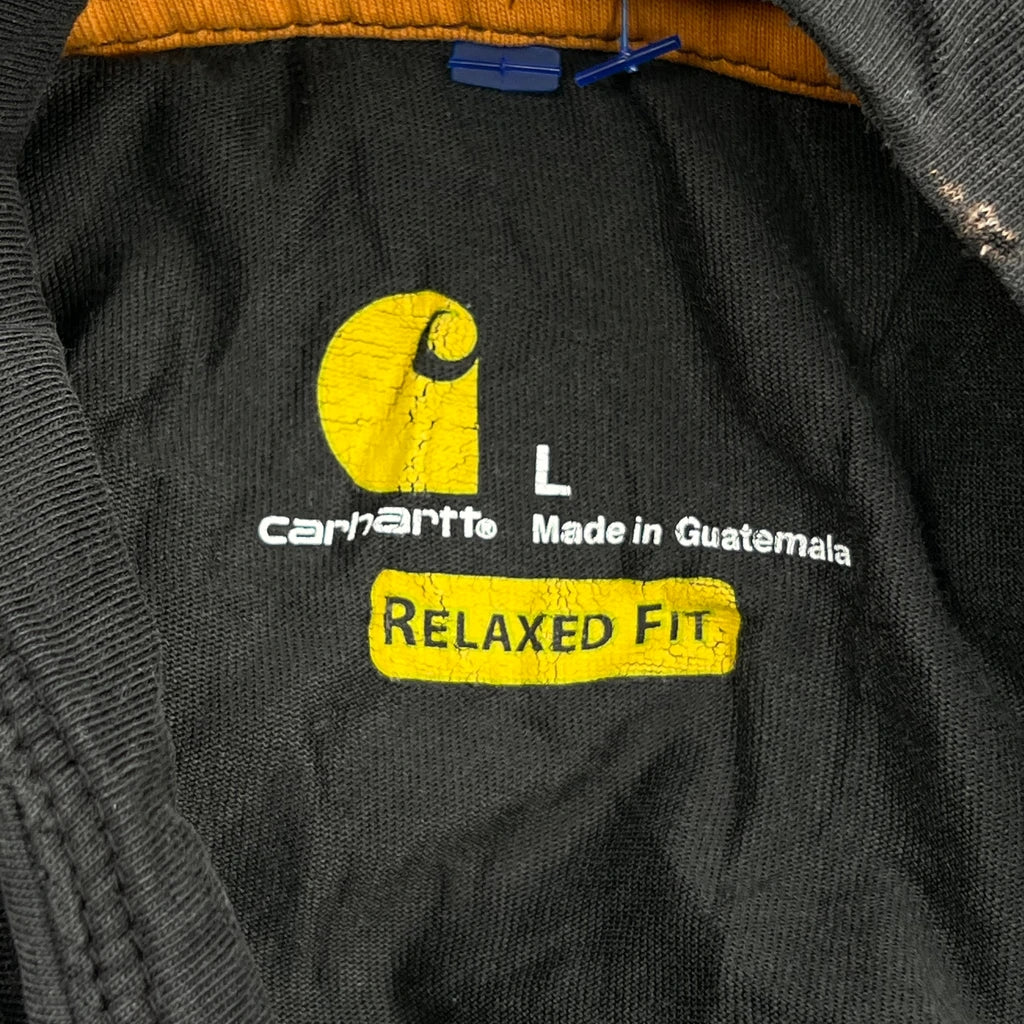 L
carhartt® Made in Guatemala
RELAXED FIT